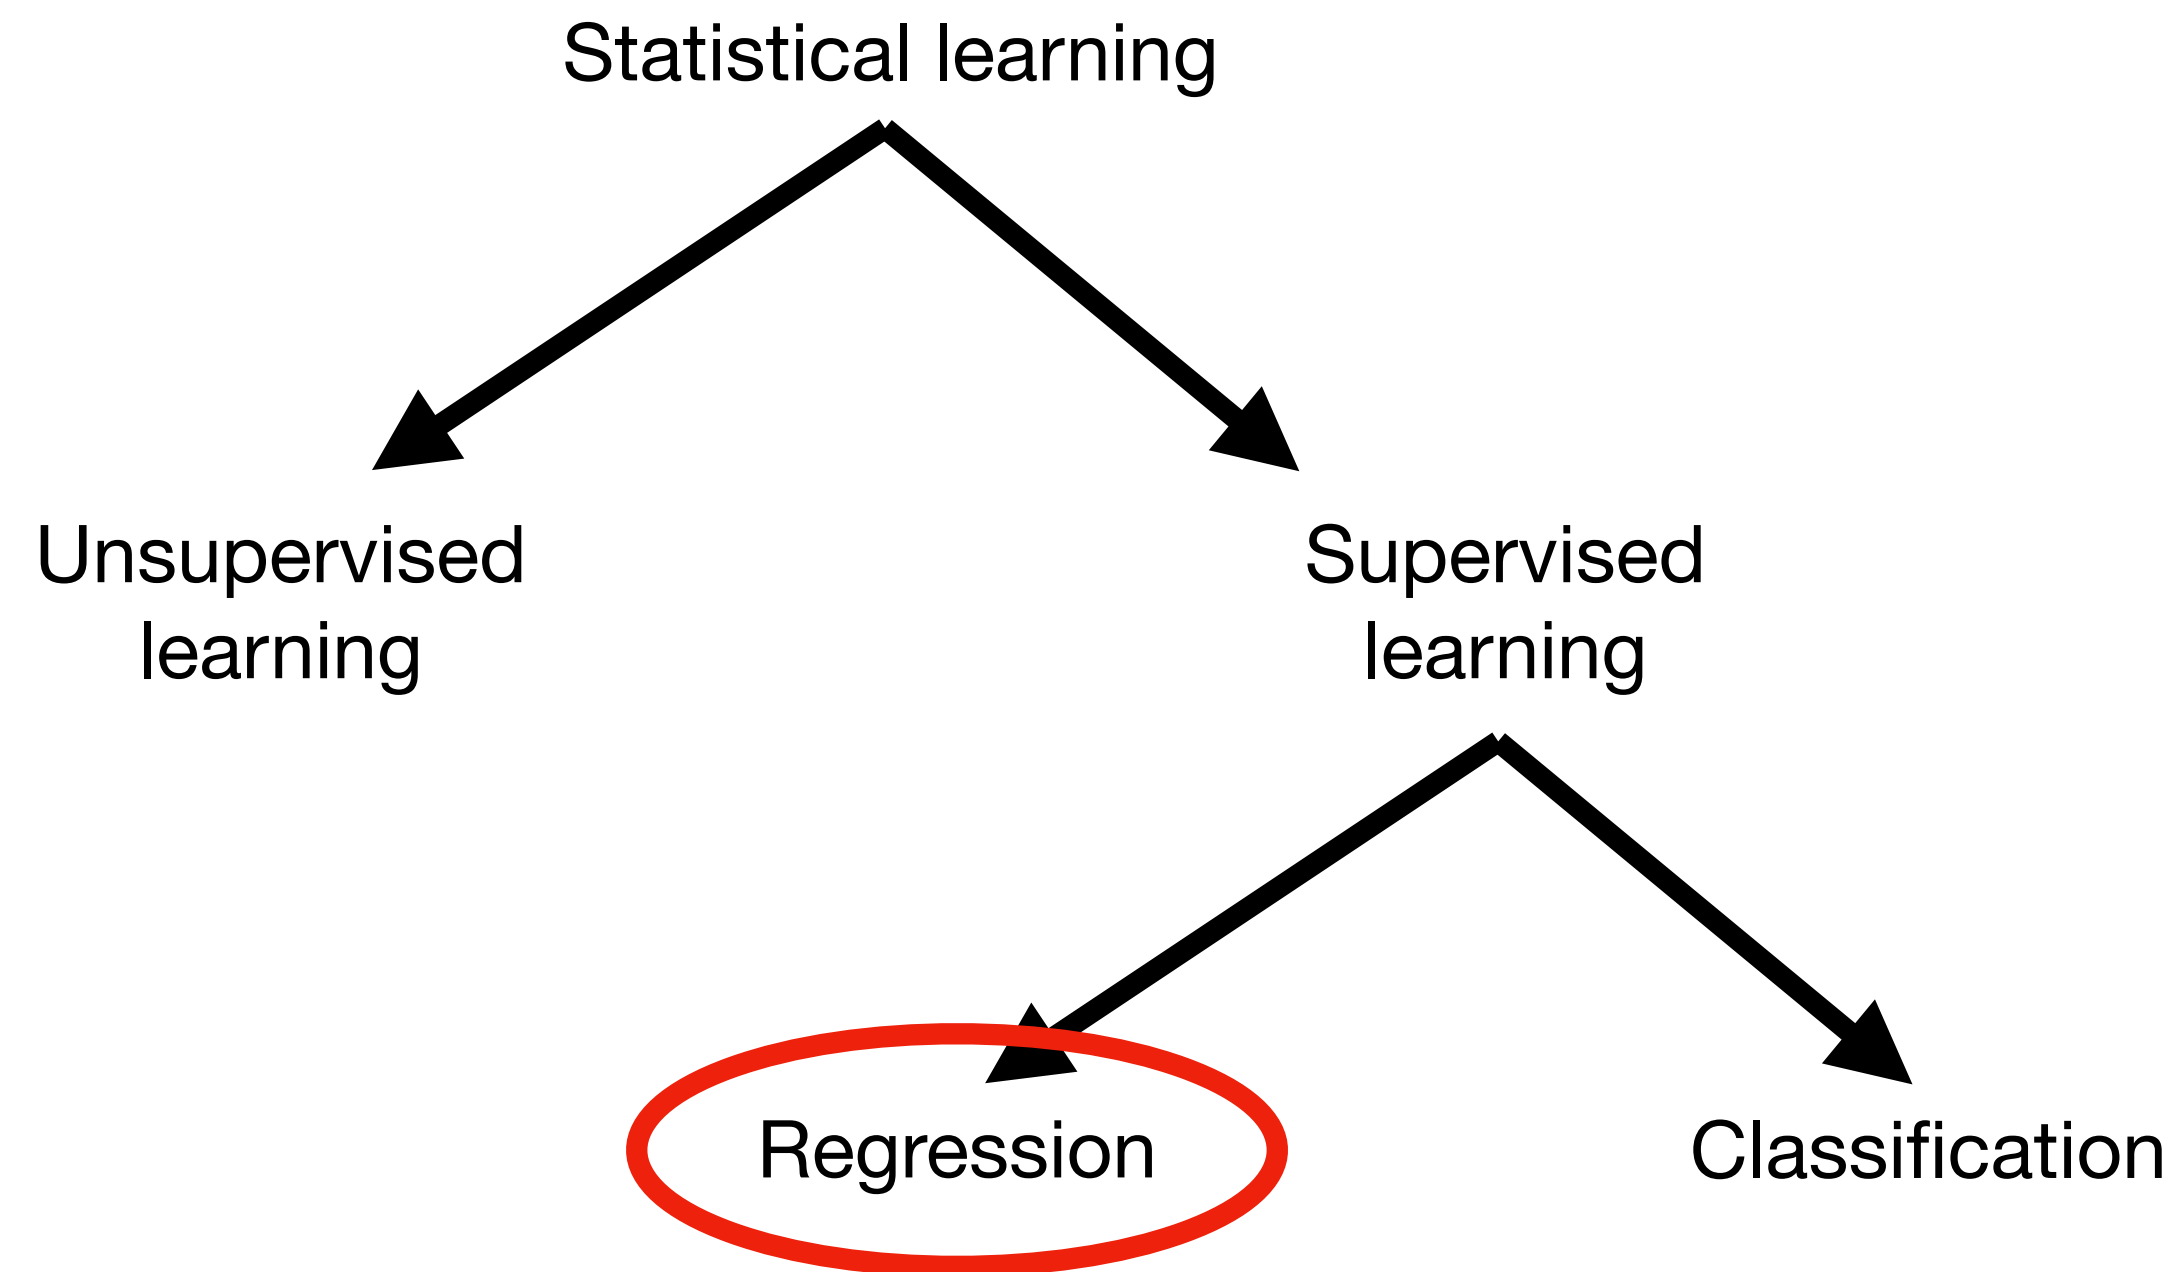 Statistical learning
Unsupervised
learning
Supervised
learning
Regression
Classification